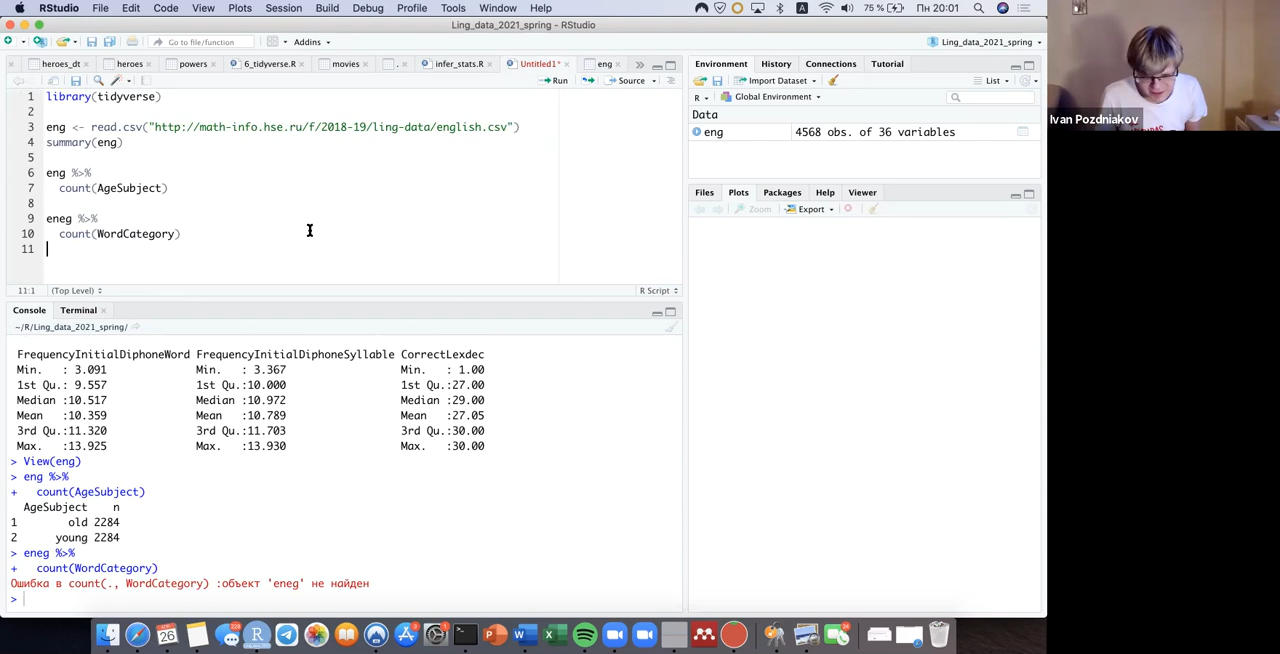 RStudio File Edit Code View Plots Session Build Debug Profile Tools Window Help 75 % Пн 20:01
Ling_data_2021_spring - RStudio
Go to file/function Addins Ling_data_2021_spring
heroes_dt heroes powers 6_tidyverse.R movies . infer_stats.R Untitled1* eng
Run Source
1 library(tidyverse)
2
3 eng <- read.csv("http://math-info.hse.ru/f/2018-19/ling-data/english.csv")
4 summary(eng)
5
6 eng %>%
7 count(AgeSubject)
8
9 eneg %>%
10 count(WordCategory)
11
11:1 (Top Level) R Script
Console Terminal
~/R/Ling_data_2021_spring/
FrequencyInitialDiphoneWord FrequencyInitialDiphoneSyllable CorrectLexdec
Min. : 3.091 Min. : 3.367 Min. : 1.00
1st Qu.: 9.557 1st Qu.:10.000 1st Qu.:27.00
Median :10.517 Median :10.972 Median :29.00
Mean :10.359 Mean :10.789 Mean :27.05
3rd Qu.:11.320 3rd Qu.:11.703 3rd Qu.:30.00
Max. :13.925 Max. :13.930 Max. :30.00
> View(eng)
> eng %>%
+ count(AgeSubject)
AgeSubject n
1 old 2284
2 young 2284
> eneg %>%
+ count(WordCategory)
Ошибка в count(., WordCategory) :объект 'eneg' не найден
>
Environment History Connections Tutorial
Import Dataset List
R Global Environment
Data
eng 4568 obs. of 36 variables
Files Plots Packages Help Viewer
Zoom Export
Ivan Pozdniakov